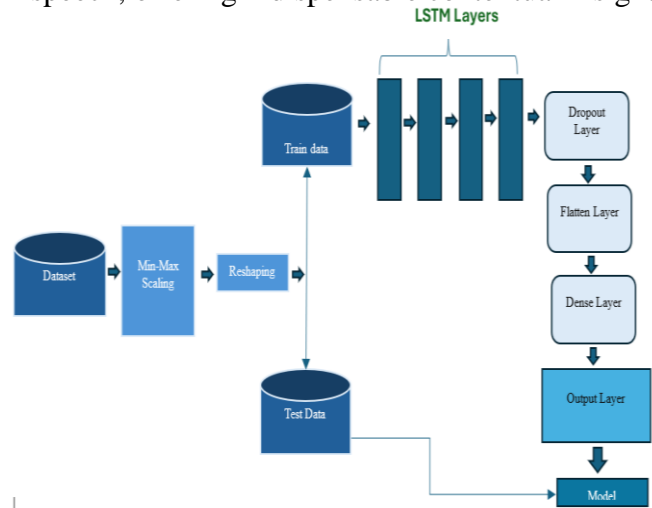 LSTM Layers
Train data
Dropout
Layer
Flatten Layer
Dataset
Min-Max
Scaling
Reshaping
Dense Layer
Test Data
Output Layer
Model